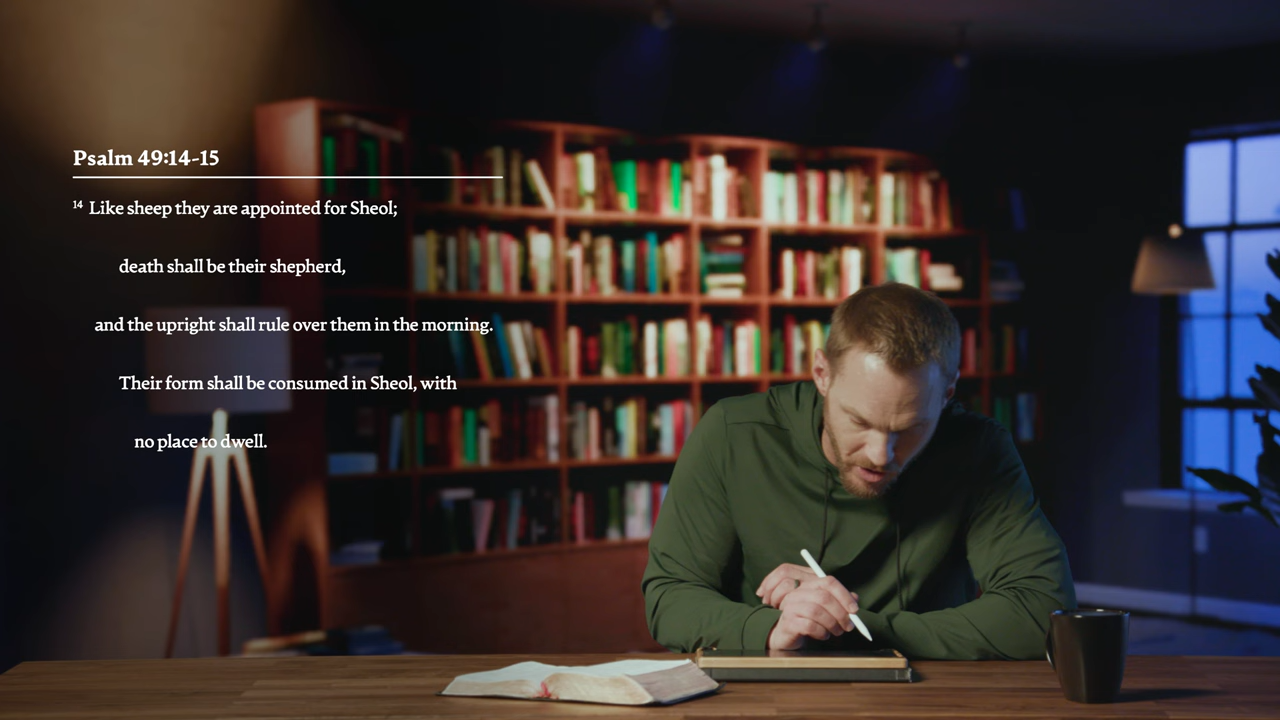 Psalm 49:14-15
14 Like sheep they are appointed for Sheol;
death shall be their shepherd,
and the upright shall rule over them in the morning.
Their form shall be consumed in Sheol, with
no place to dwell.